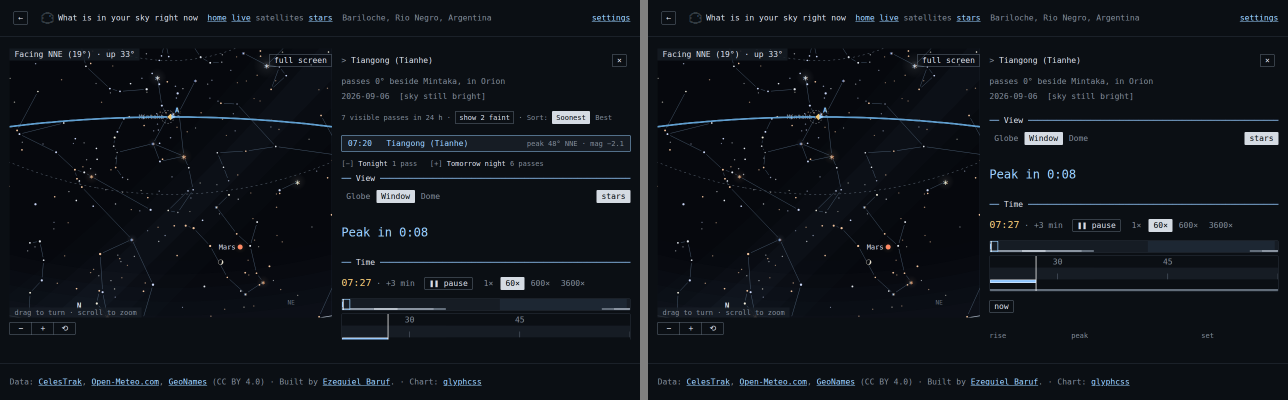 ← What is in your sky right now home live satellites stars Bariloche, Rio Negro, Argentina settings
Facing NNE (19°) · up 33°
full screen
A
Mintaka
Mars
N
NE
drag to turn · scroll to zoom
− + ⟲
> Tiangong (Tianhe) ×
passes 0° beside Mintaka, in Orion
2026-09-06 [sky still bright]
7 visible passes in 24 h · show 2 faint · Sort: Soonest Best
07:20 Tiangong (Tianhe) peak 48° NNE · mag −2.1
[−] Tonight 1 pass [+] Tomorrow night 6 passes
View
Globe Window Dome stars
Peak in 0:08
Time
07:27 · +3 min ❚❚ pause 1× 60× 600× 3600×
30 45
Data: CelesTrak, Open-Meteo.com, GeoNames (CC BY 4.0) · Built by Ezequiel Baruf. · Chart: glyphcss
← What is in your sky right now home live satellites stars Bariloche, Rio Negro, Argentina settings
Facing NNE (19°) · up 33°
full screen
A
Mintaka
Mars
N
NE
drag to turn · scroll to zoom
− + ⟲
> Tiangong (Tianhe) ×
passes 0° beside Mintaka, in Orion
2026-09-06 [sky still bright]
View
Globe Window Dome stars
Peak in 0:08
Time
07:27 · +3 min ❚❚ pause 1× 60× 600× 3600×
30 45
now
rise peak set
Data: CelesTrak, Open-Meteo.com, GeoNames (CC BY 4.0) · Built by Ezequiel Baruf. · Chart: glyphcss